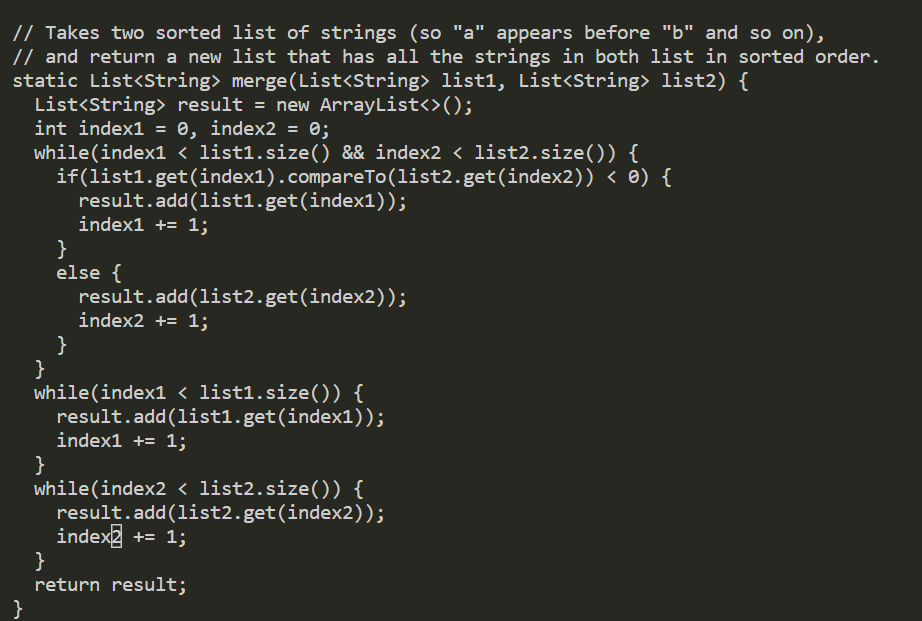 // Takes two sorted list of strings (so "a" appears before "b" and so on),
// and return a new list that has all the strings in both list in sorted order.
static List<String> merge(List<String> list1, List<String> list2) {
  List<String> result = new ArrayList<>();
  int index1 = 0, index2 = 0;
  while(index1 < list1.size() && index2 < list2.size()) {
    if(list1.get(index1).compareTo(list2.get(index2)) < 0) {
      result.add(list1.get(index1));
      index1 += 1;
    }
    else {
      result.add(list2.get(index2));
      index2 += 1;
    }
  }
  while(index1 < list1.size()) {
    result.add(list1.get(index1));
    index1 += 1;
  }
  while(index2 < list2.size()) {
    result.add(list2.get(index2));
    index2 += 1;
  }
  return result;
}